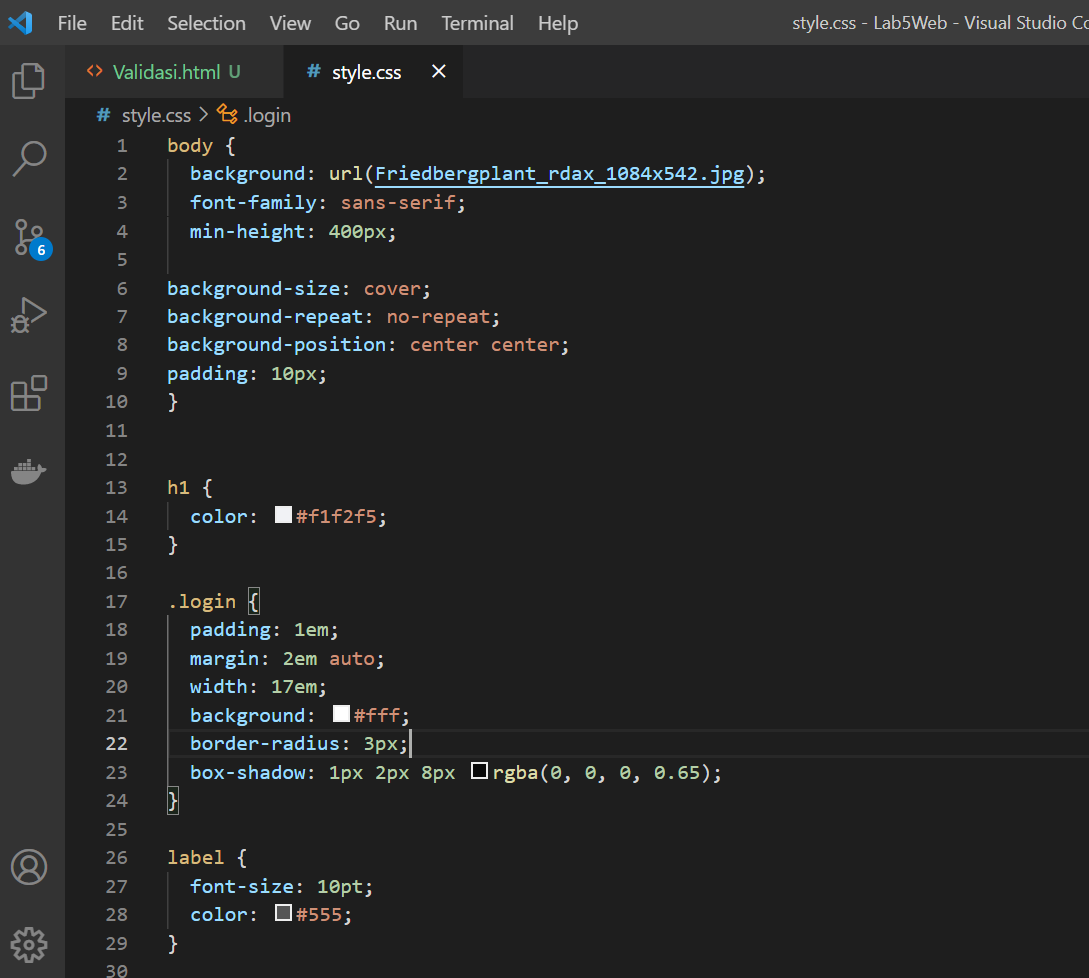 File Edit Selection View Go Run Terminal Help style.css - Lab5Web - Visual Studio Co
<> Validasi.html U # style.css ×
# style.css > .login
1 body {
2 background: url(Friedbergplant_rdax_1084x542.jpg);
3 font-family: sans-serif;
4 min-height: 400px;
5
6 background-size: cover;
7 background-repeat: no-repeat;
8 background-position: center center;
9 padding: 10px;
10 }
11
12
13 h1 {
14 color: #f1f2f5;
15 }
16
17 .login {
18 padding: 1em;
19 margin: 2em auto;
20 width: 17em;
21 background: #fff;
22 border-radius: 3px;
23 box-shadow: 1px 2px 8px rgba(0, 0, 0, 0.65);
24 }
25
26 label {
27 font-size: 10pt;
28 color: #555;
29 }
30
6